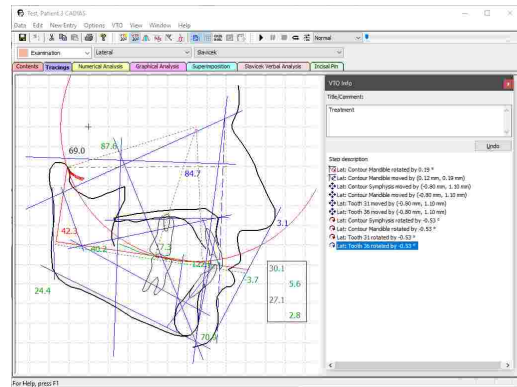 Test, Patient 3-CADIAS
Data Edit New Entry Options VTO View Window Help
Normal
Examination Lateral Slavicek
Contents Tracings Numerical Analysis Graphical Analysis Superimposition Slavicek Verbal Analysis Incisal Pin
VTO Info
Title/Comment:
Treatment
Undo
Step description
Lat: Contour Mandible rotated by 0.19 °
Lat: Contour Mandible moved by (0.12 mm, 0.19 mm)
Lat: Contour Symphysis moved by (-0.80 mm, 1.10 mm)
Lat: Contour Mandible moved by (-0.80 mm, 1.10 mm)
Lat: Tooth 31 moved by (-0.80 mm, 1.10 mm)
Lat: Tooth 36 moved by (-0.80 mm, 1.10 mm)
Lat: Contour Symphysis rotated by -0.53 °
Lat: Contour Mandible rotated by -0.53 °
Lat: Tooth 31 rotated by -0.53 °
Lat: Tooth 36 rotated by -0.53 °
69.0
87.6
84.7
3.1
42.3
-3.7
24.4
30.1
5.6
27.1
2.8
For Help, press F1